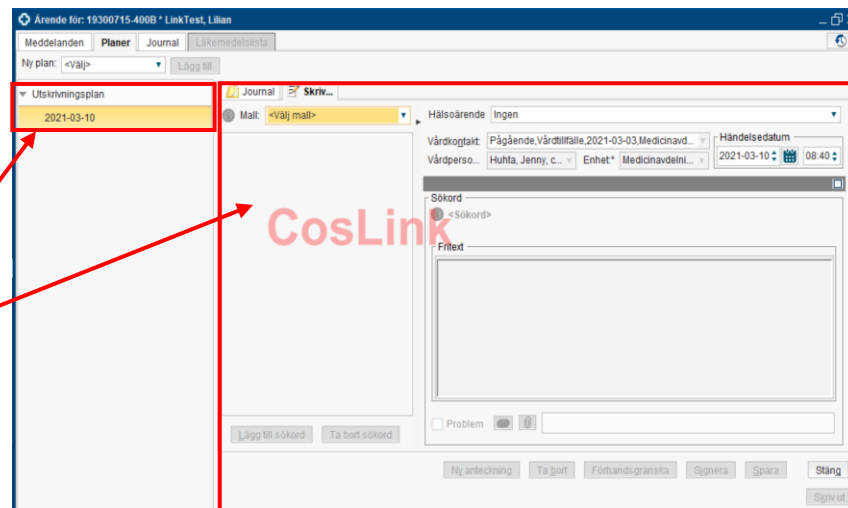 Ärende för: 19300715-400B * LinkTest, Lilian
Meddelanden Planer Journal Läkemedelslista
Ny plan: <Välj> Lägg till
Utskrivningsplan
2021-03-10
Journal Skriv...
Mall: <Välj mall>
Hälsoärende Ingen
Vårdkontakt: Pågående,Vårdtillfälle,2021-03-03,Medicinavd...
Händelsedatum
2021-03-10 08:40
Vårdperso... Huhta, Jenny, c... Enhet:* Medicinavdelni...
Sökord
<Sökord>
CosLink
Fritext
Problem
Lägg till sökord Ta bort sökord
Ny anteckning Ta bort Förhandsgranska Signera Spara Stäng
Skriv ut